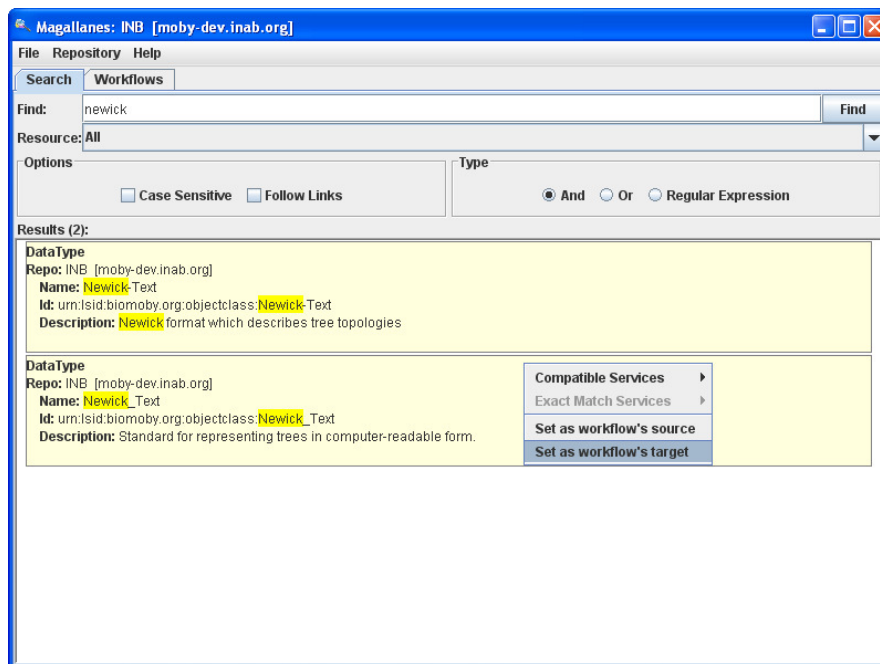 Magallanes: INB [moby-dev.inab.org]
File Repository Help
Search Workflows
Find: newick Find
Resource: All
Options Type
Case Sensitive Follow Links And Or Regular Expression
Results (2):
DataType
Repo: INB [moby-dev.inab.org]
Name: Newick-Text
Id: urn:lsid:biomoby.org:objectclass:Newick-Text
Description: Newick format which describes tree topologies
DataType
Repo: INB [moby-dev.inab.org]
Name: Newick_Text
Id: urn:lsid:biomoby.org:objectclass:Newick_Text
Description: Standard for representing trees in computer-readable form.
Compatible Services
Exact Match Services
Set as workflow's source
Set as workflow's target